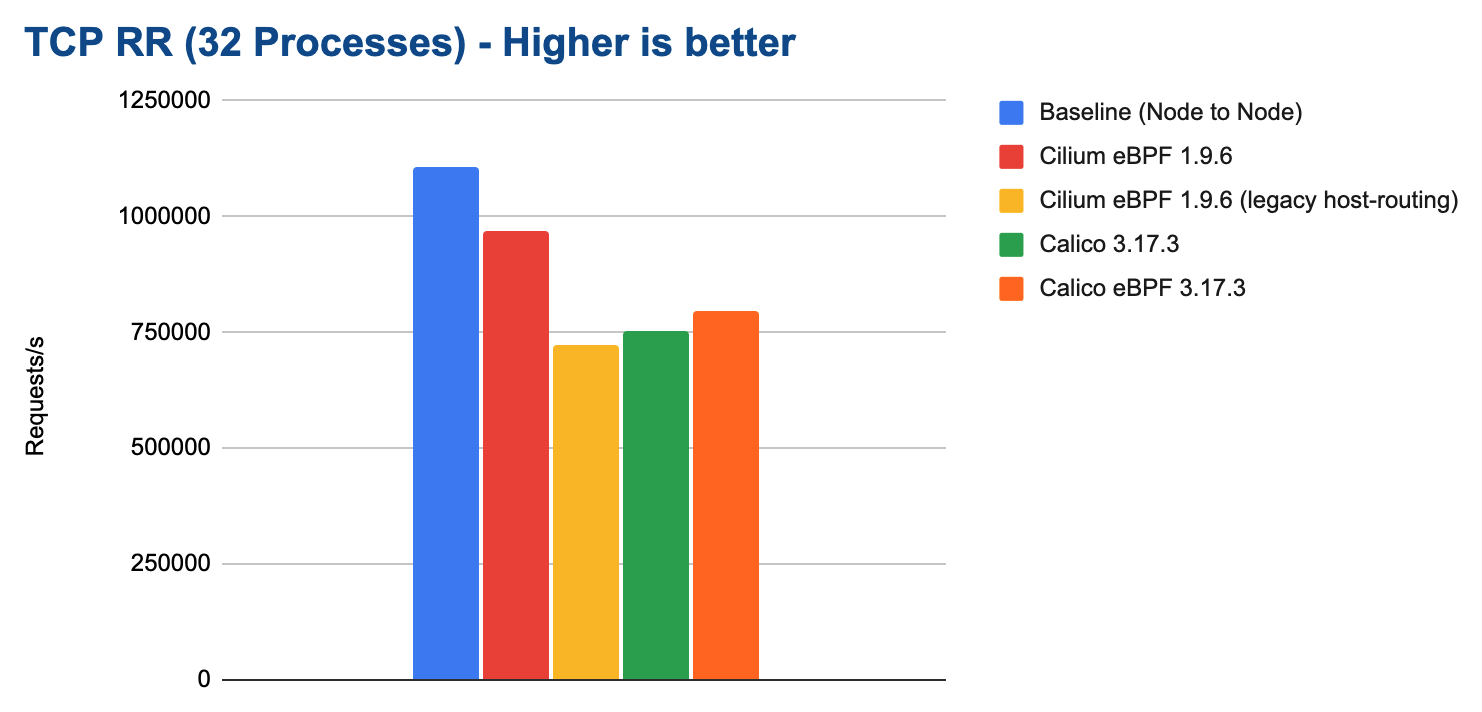 TCP RR (32 Processes) - Higher is better
1250000
1000000
750000
500000
250000
0
Requests/s
Baseline (Node to Node)
Cilium eBPF 1.9.6
Cilium eBPF 1.9.6 (legacy host-routing)
Calico 3.17.3
Calico eBPF 3.17.3